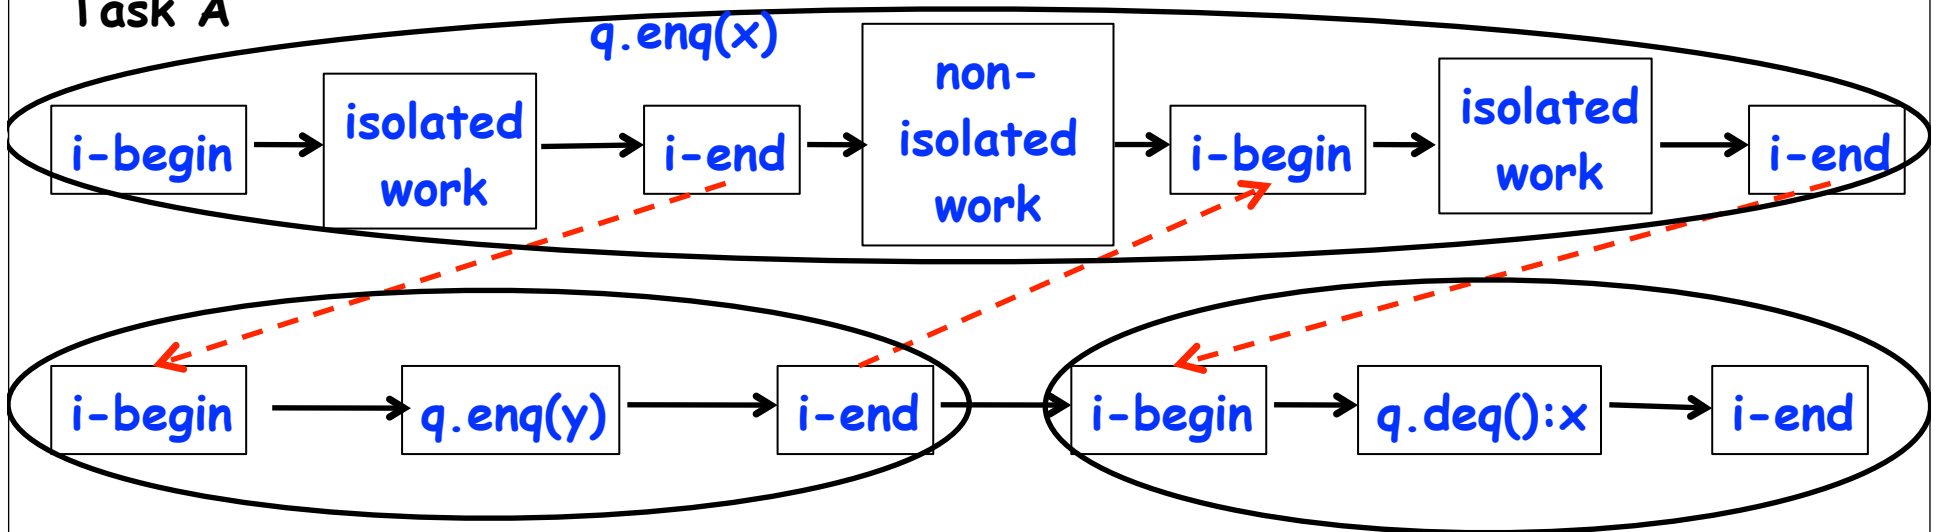 Task A
q.enq(x)
i-begin
isolated
work
i-end
non-
isolated
work
i-begin
isolated
work
i-end
i-begin
q.enq(y)
i-end
i-begin
q.deq():x
i-end